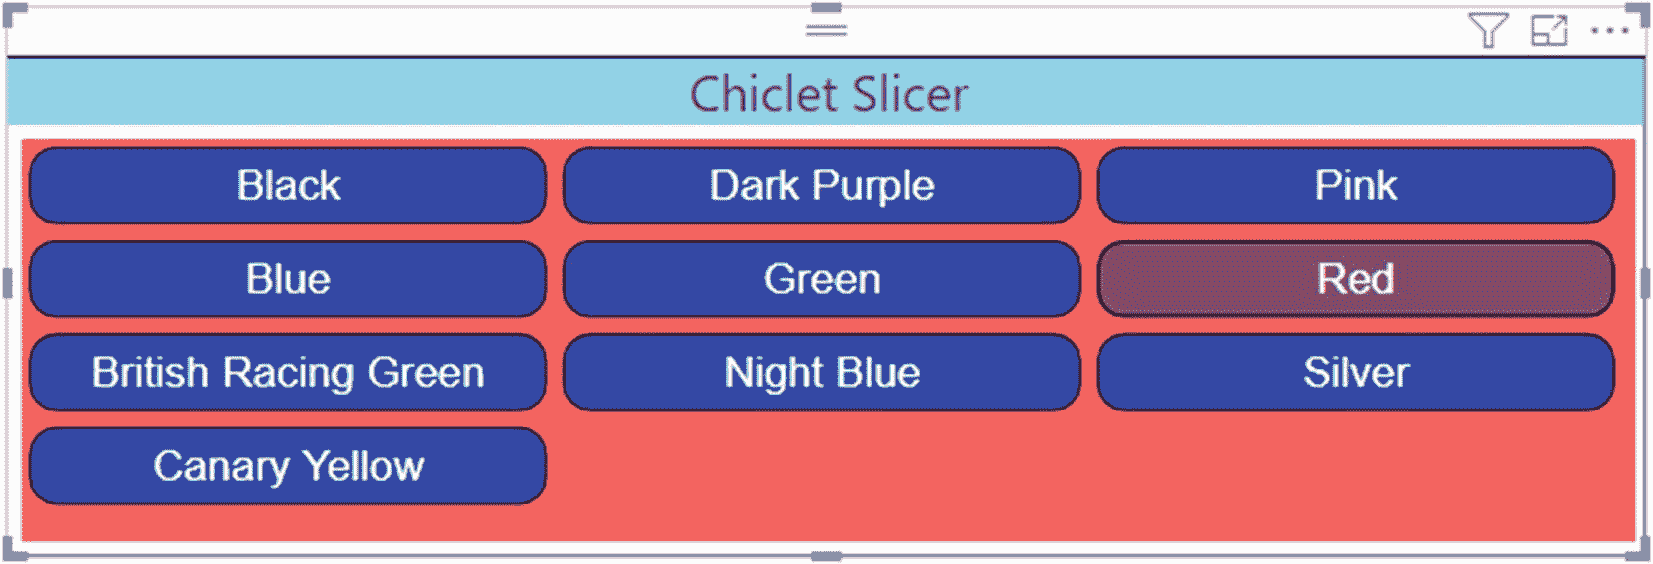 Chiclet Slicer
Black
Dark Purple
Pink
Blue
Green
Red
British Racing Green
Night Blue
Silver
Canary Yellow